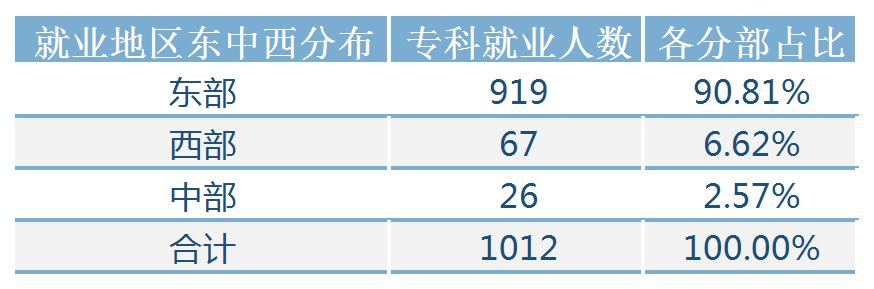 就业地区东中西分布 专科就业人数 各分部占比
东部 919 90.81%
西部 67 6.62%
中部 26 2.57%
合计 1012 100.00%